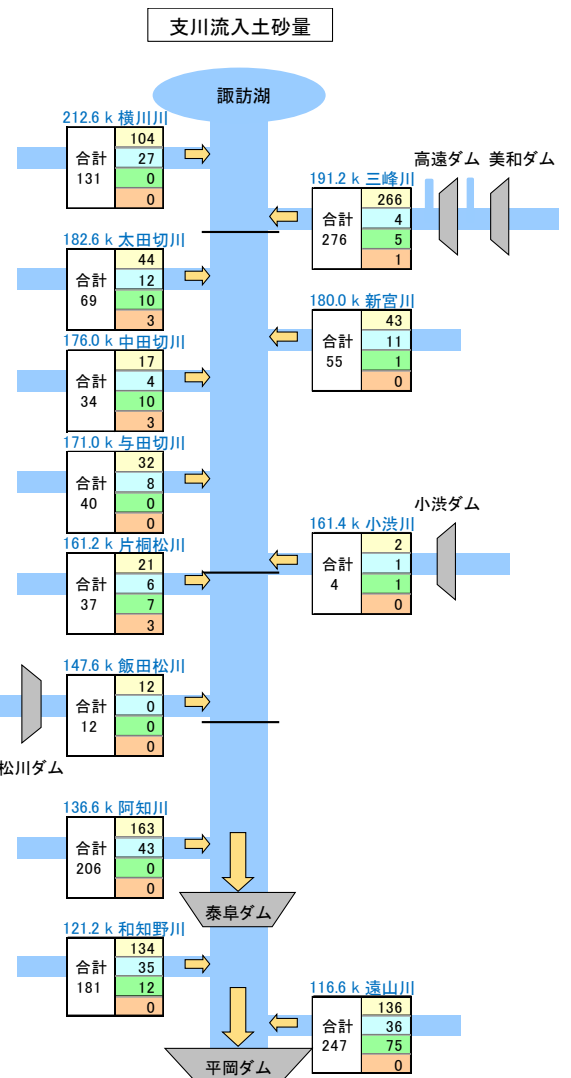 支川流入土砂量
諏訪湖
212.6 k 横川川
合計
131
104
27
0
0
高遠ダム
美和ダム
191.2 k 三峰川
合計
276
266
4
5
1
182.6 k 太田切川
合計
69
44
12
10
3
180.0 k 新宮川
合計
55
43
11
1
0
176.0 k 中田切川
合計
34
17
4
10
3
171.0 k 与田切川
合計
40
32
8
0
0
小渋ダム
161.4 k 小渋川
合計
4
2
1
1
0
161.2 k 片桐松川
合計
37
21
6
7
3
147.6 k 飯田松川
合計
12
12
0
0
0
松川ダム
136.6 k 阿知川
合計
206
163
43
0
0
泰阜ダム
121.2 k 和知野川
合計
181
134
35
12
0
116.6 k 遠山川
合計
247
136
36
75
0
平岡ダム